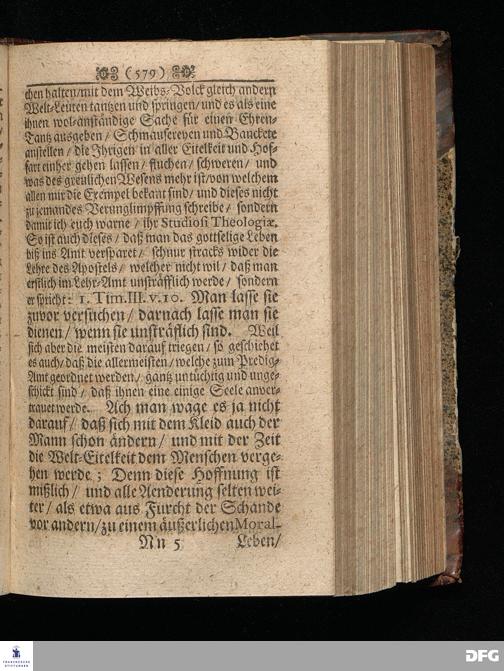 (579)
chen halten/mit dem Weibs-Volck gleich andern
Welt-Leuten tantzen und springen/ und es als eine
ihnen wol-anständige Sache für einen Ehren-
Tantz ausgeben/ Schmausereyen und Banckete
anstellen/ die Ihrigen in aller Eitelkeit und Hof-
fart einher gehen lassen/ fluchen/ schweren/ und
was des greulichen Wesens mehr ist/von welchem
allen mir die Exempel bekant sind/ und dieses nicht
zu jemandes Verunglimpffung schreibe/ sondern
damit ich euch warne/ ihr Studiosi Theologiæ.
So ist auch dieses/ daß man das gottselige Leben
biß ins Amt versparet/ schnur stracks wider die
Lehre des Apostels/ welcher nicht wil/ daß man
erstlich im Lehr-Amt unsträfflich werde/ sondern
er spricht: 1. Tim. III. v. 10. Man lasse sie
zuvor versuchen/ darnach lasse man sie
dienen/ wenn sie unsträflich sind. Weil
sich aber die meisten darauf triegen/ so geschiehet
es auch/ daß die allermeisten/ welche zum Predig-
Amt geordnet werden/ gantz untüchtig und unge-
schickt sind/ daß ihnen eine einige Seele anver-
trauet werde. Ach man wage es ja nicht
darauf/ daß sich mit dem Kleid auch der
Mann schon ändern/ und mit der Zeit
die Welt-Eitelkeit dem Menschen verge-
hen werde; Denn diese Hoffnung ist
mißlich/ und alle Aenderung selten wei-
ter/ als etwa aus Furcht der Schande
vor andern/ zu einem äußerlichen Moral-
Nn 5 Leben/
FRANCKESCHE
STIFTUNGEN
DFG